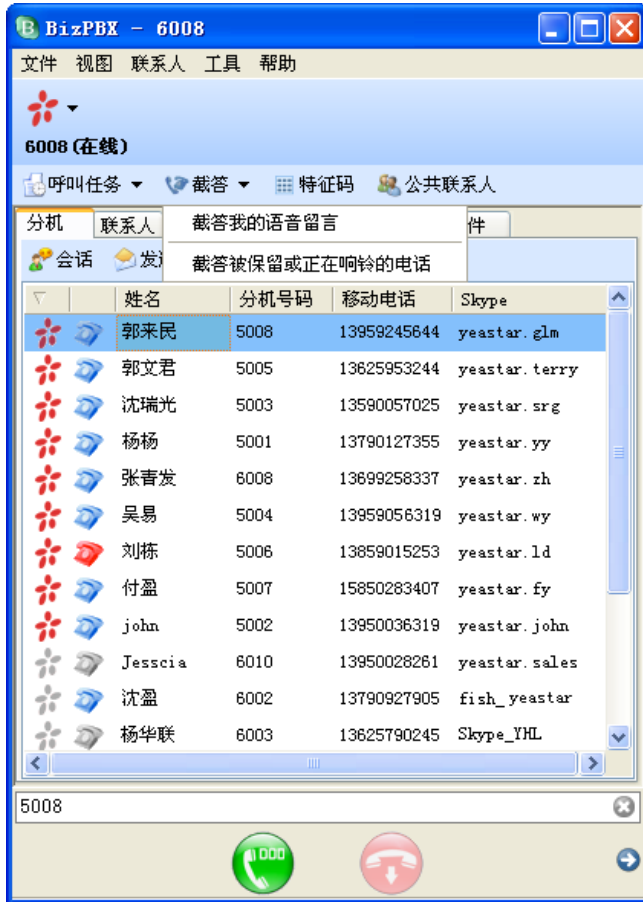 BizPBX - 6008
文件 视图 联系人 工具 帮助
6008(在线)
呼叫任务 截答 特征码 公共联系人
分机 联系人 截答我的语音留言 件
会话 截答被保留或正在响铃的电话
姓名 分机号码 移动电话 Skype
郭来民 5008 13959245644 yeastar.glm
郭文君 5005 13625953244 yeastar.terry
沈瑞光 5003 13590057025 yeastar.srg
杨杨 5001 13790127355 yeastar.yy
张青发 6008 13699258337 yeastar.zh
吴易 5004 13959056319 yeastar.wy
刘栋 5006 13859015253 yeastar.ld
付盈 5007 15850283407 yeastar.fy
john 5002 13950036319 yeastar.john
Jesscia 6010 13950028261 yeastar.sales
沈盈 6002 13790927905 fish_yeastar
杨华联 6003 13625790245 Skype_YHL
5008